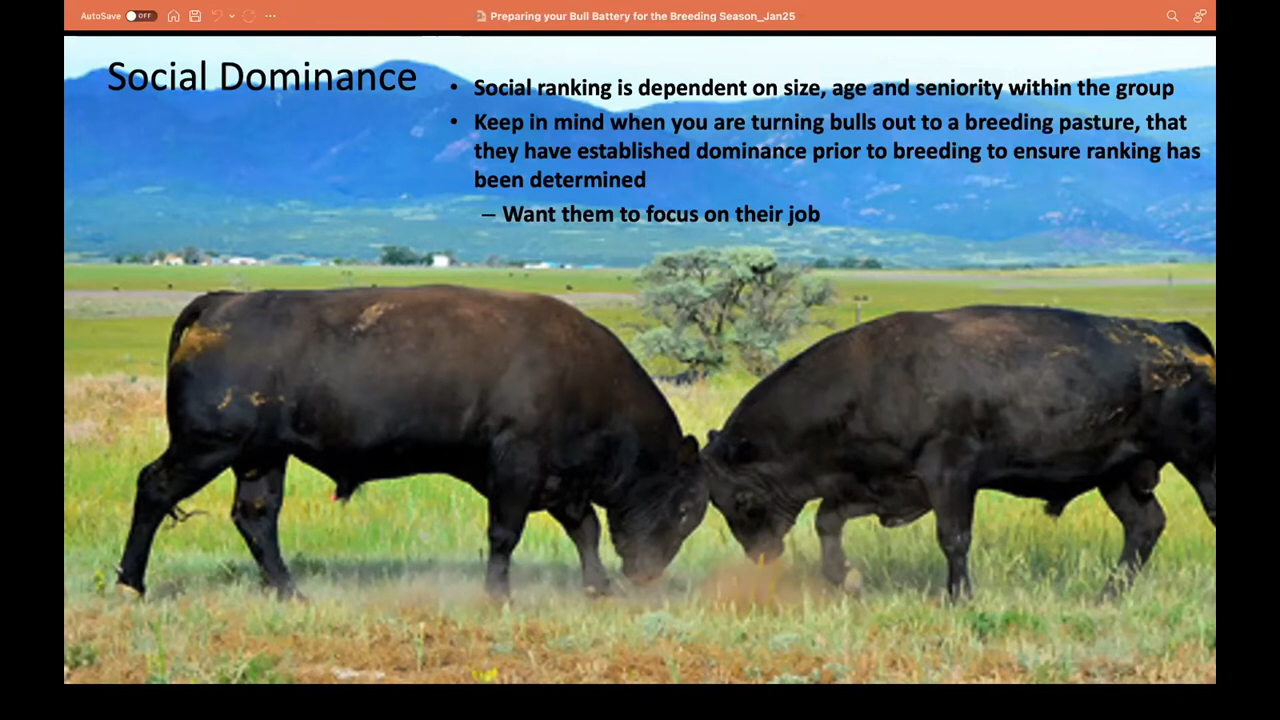 AutoSave OFF
Preparing your Bull Battery for the Breeding Season_Jan25
Social Dominance
• Social ranking is dependent on size, age and seniority within the group
• Keep in mind when you are turning bulls out to a breeding pasture, that
they have established dominance prior to breeding to ensure ranking has
been determined
– Want them to focus on their job